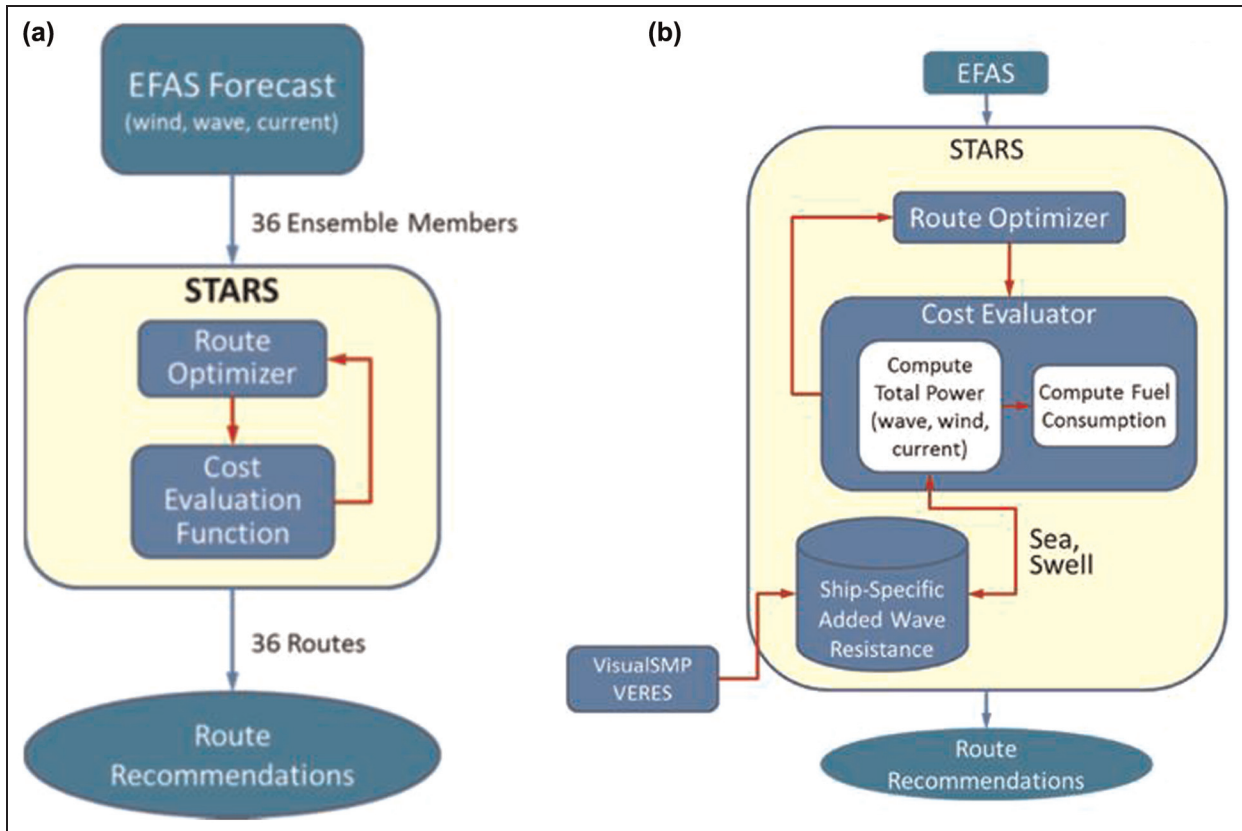 (a)
EFAS Forecast
(wind, wave, current)
36 Ensemble Members
STARS
Route
Optimizer
Cost
Evaluation
Function
36 Routes
Route
Recommendations
(b)
EFAS
STARS
Route Optimizer
Cost Evaluator
Compute
Total Power
(wave, wind,
current)
Compute Fuel
Consumption
Sea,
Swell
Ship-Specific
Added Wave
Resistance
VisualSMP
VERES
Route
Recommendations